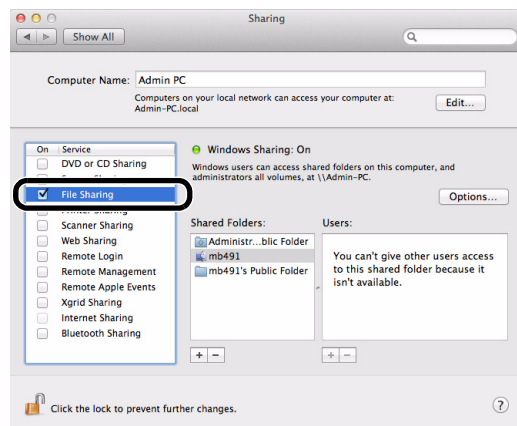 Sharing
Show All
Computer Name: Admin PC
Computers on your local network can access your computer at:
Admin-PC.local
Edit...
On Service
DVD or CD Sharing
File Sharing
Scanner Sharing
Web Sharing
Remote Login
Remote Management
Remote Apple Events
Xgrid Sharing
Internet Sharing
Bluetooth Sharing
Windows Sharing: On
Windows users can access shared folders on this computer, and
administrators all volumes, at \\Admin-PC.
Options...
Shared Folders:
Administr...blic Folder
mb491
mb491's Public Folder
+ −
Users:
You can't give other users access
to this shared folder because it
isn't available.
+ −
Click the lock to prevent further changes.
?